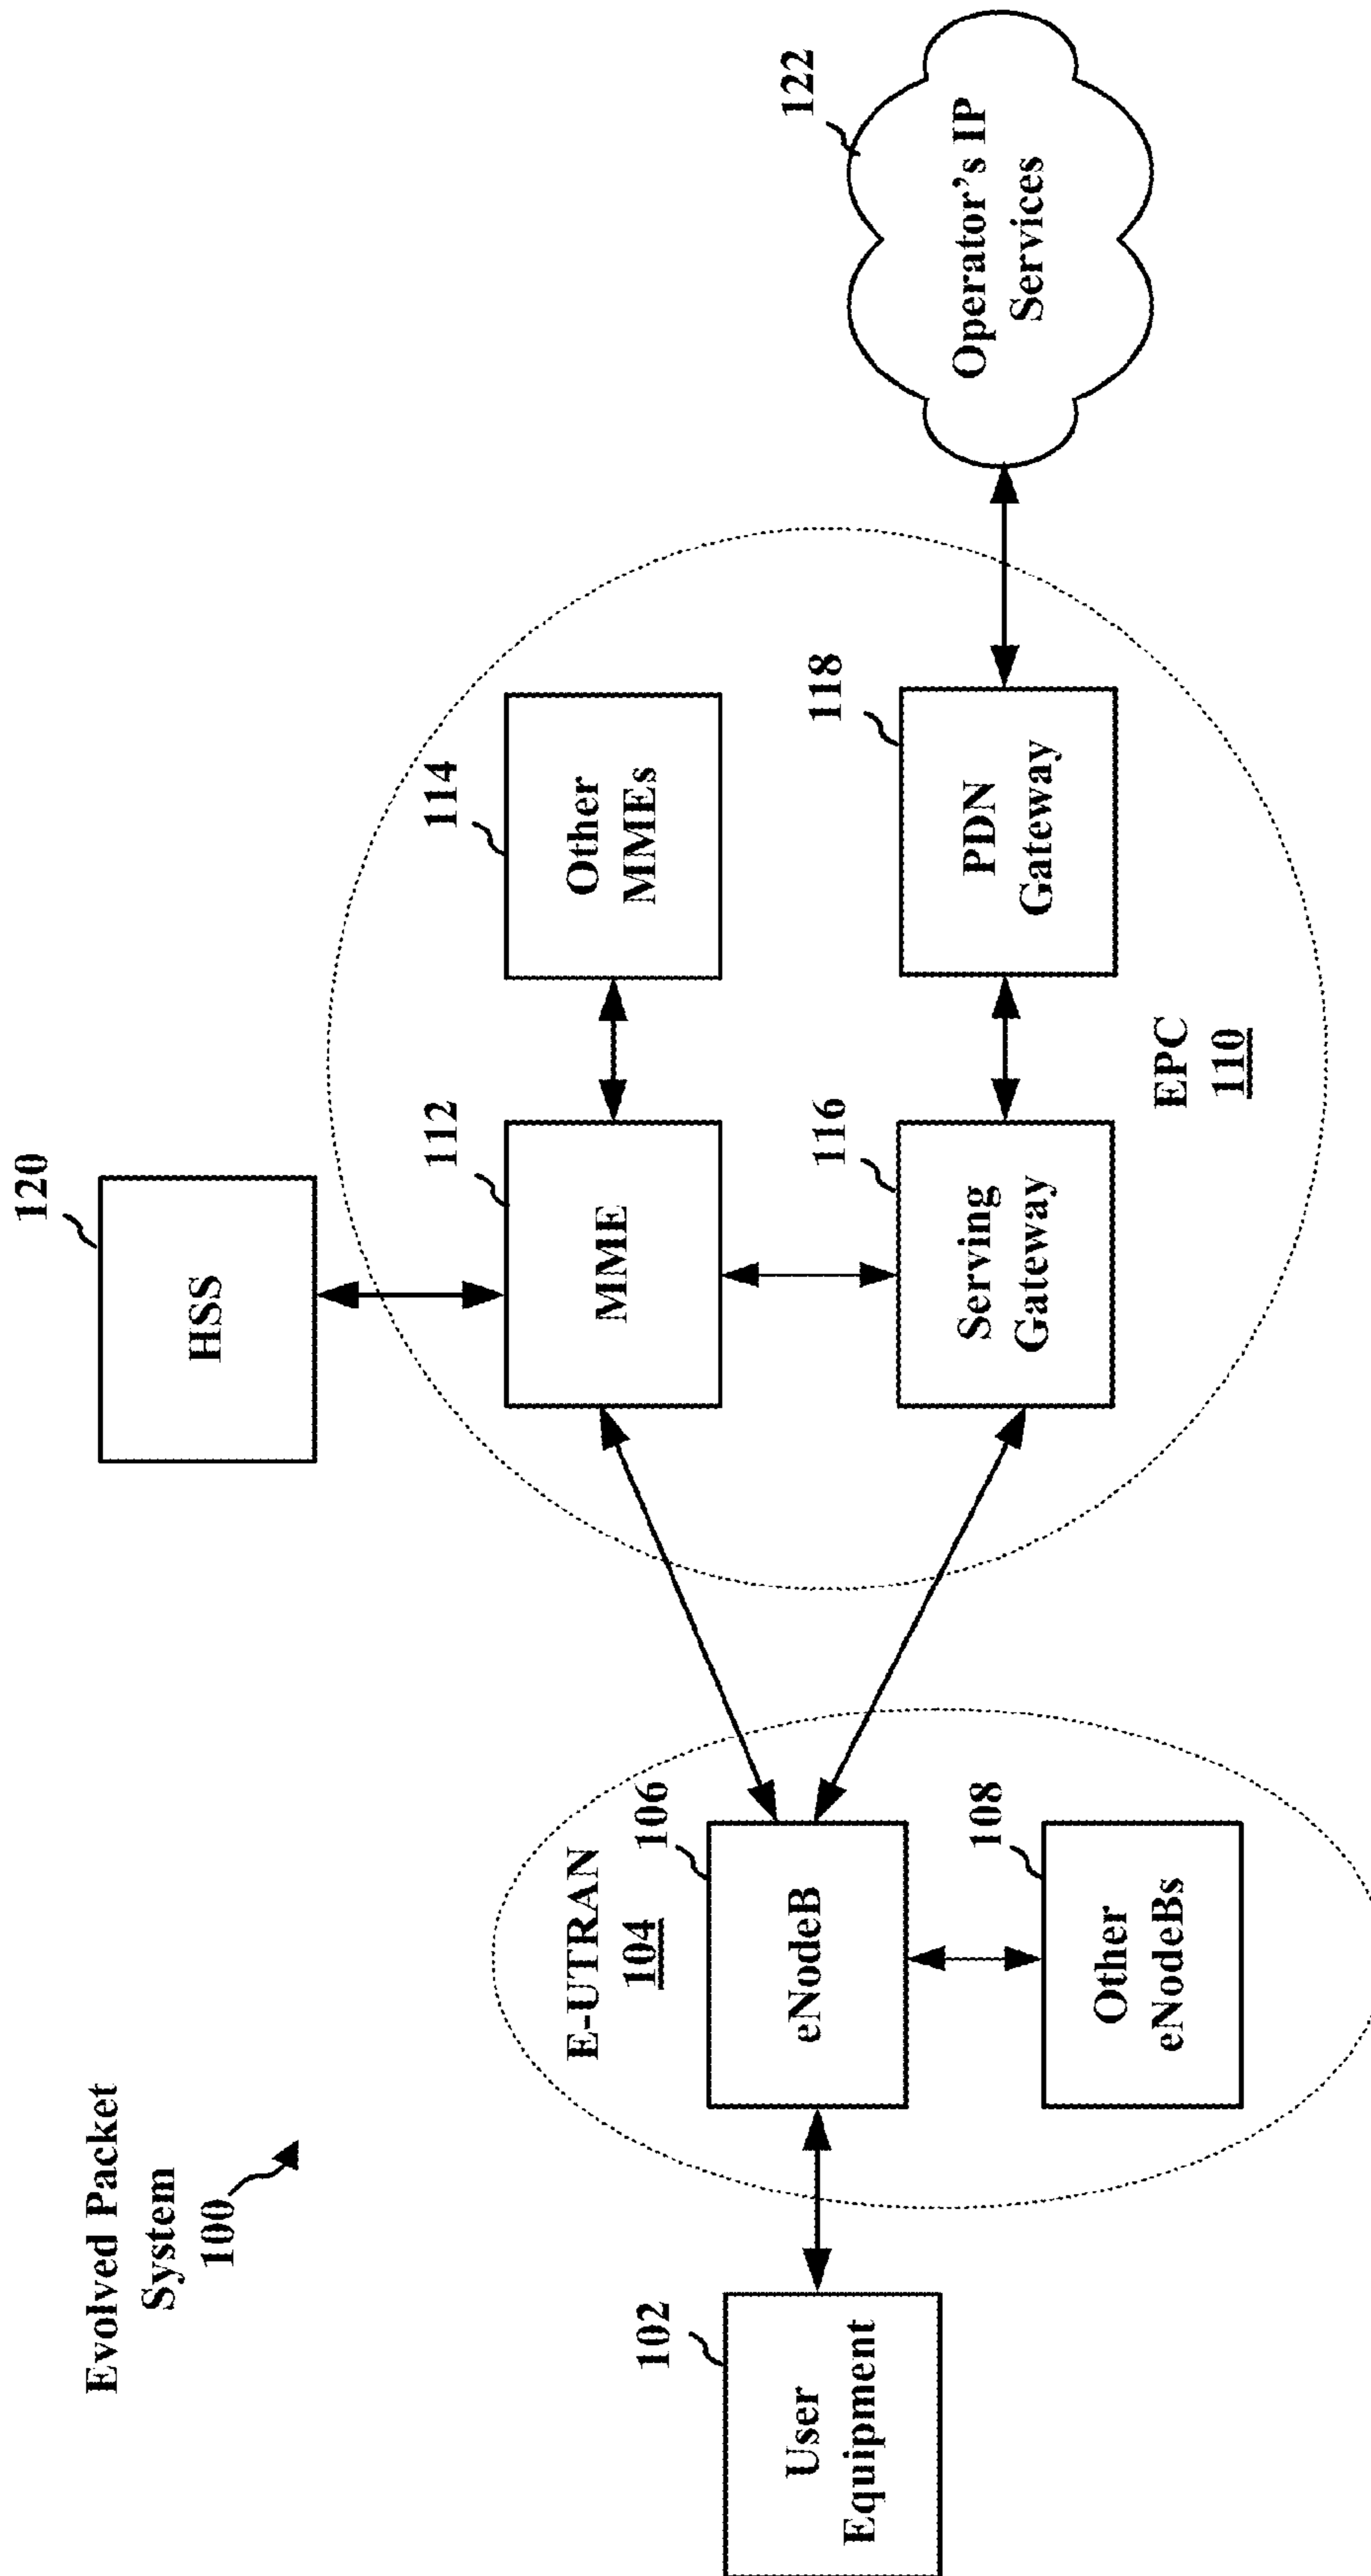 Evolved Packet
System
100
120
HSS
122
Operator's IP
Services
112
MME
114
Other
MMEs
E-UTRAN
104
106
eNodeB
102
User
Equipment
108
Other
eNodeBs
116
Serving
Gateway
118
PDN
Gateway
EPC
110